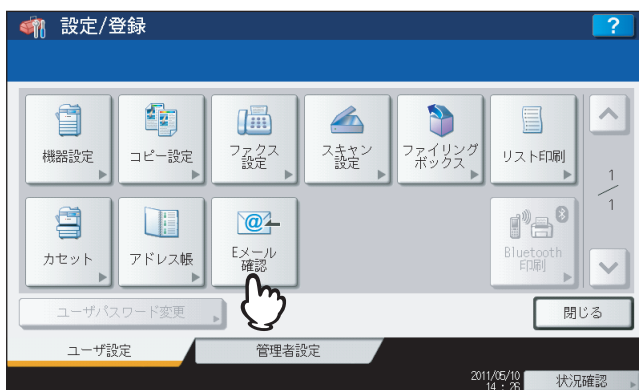 設定/登録
?
機器設定
コピー設定
ファクス
設定
スキャン
設定
ファイリング
ボックス
リスト印刷
1
1
カセット
アドレス帳
@
Eメール
確認
Bluetooth
印刷
ユーザパスワード変更
閉じる
ユーザ設定
管理者設定
2011/05/10
14 : 26
状況確認